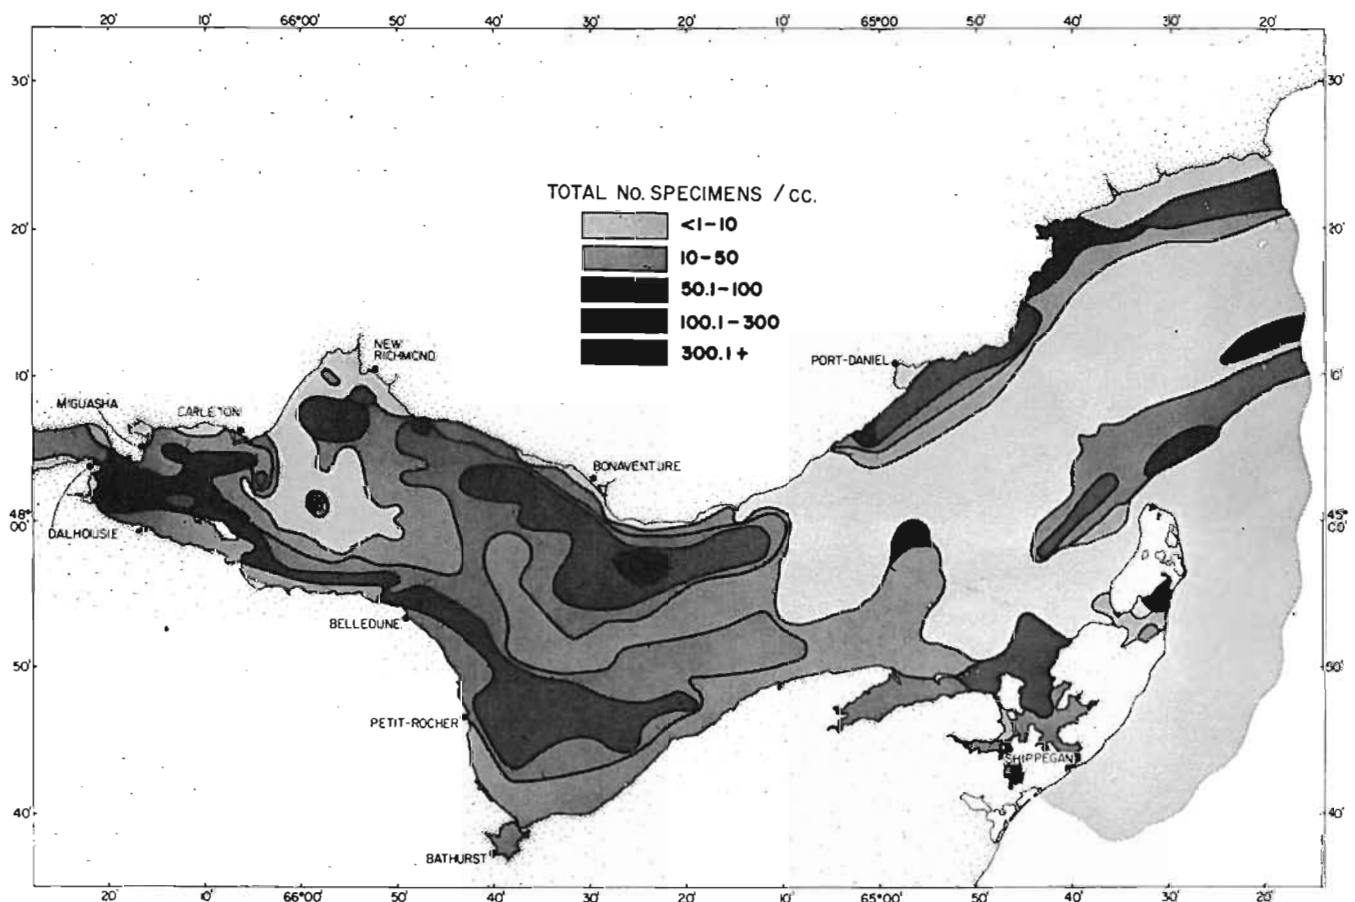 20' 10' 66°00' 50' 40' 20' 10' 65°00' 50' 40' 30' 20'
30' 30'
TOTAL No. SPECIMENS / CC.
<1-10
20' 10-50 20'
50.1-100
100.1-300
300.1+
NEW
RICHMOND
PORT-DANIEL
10' 10'
MIGUASHA
CARLETON
BONAVENTURE
48°
00'
DALHOUSIE
BELLEDUNE
50' 50'
PETIT-ROCHER
SHIPPEGAN
40' 40'
BATHURST
20' 10' 66°00' 50' 40' 30' 20' 10' 65°00' 50' 40' 30' 20'